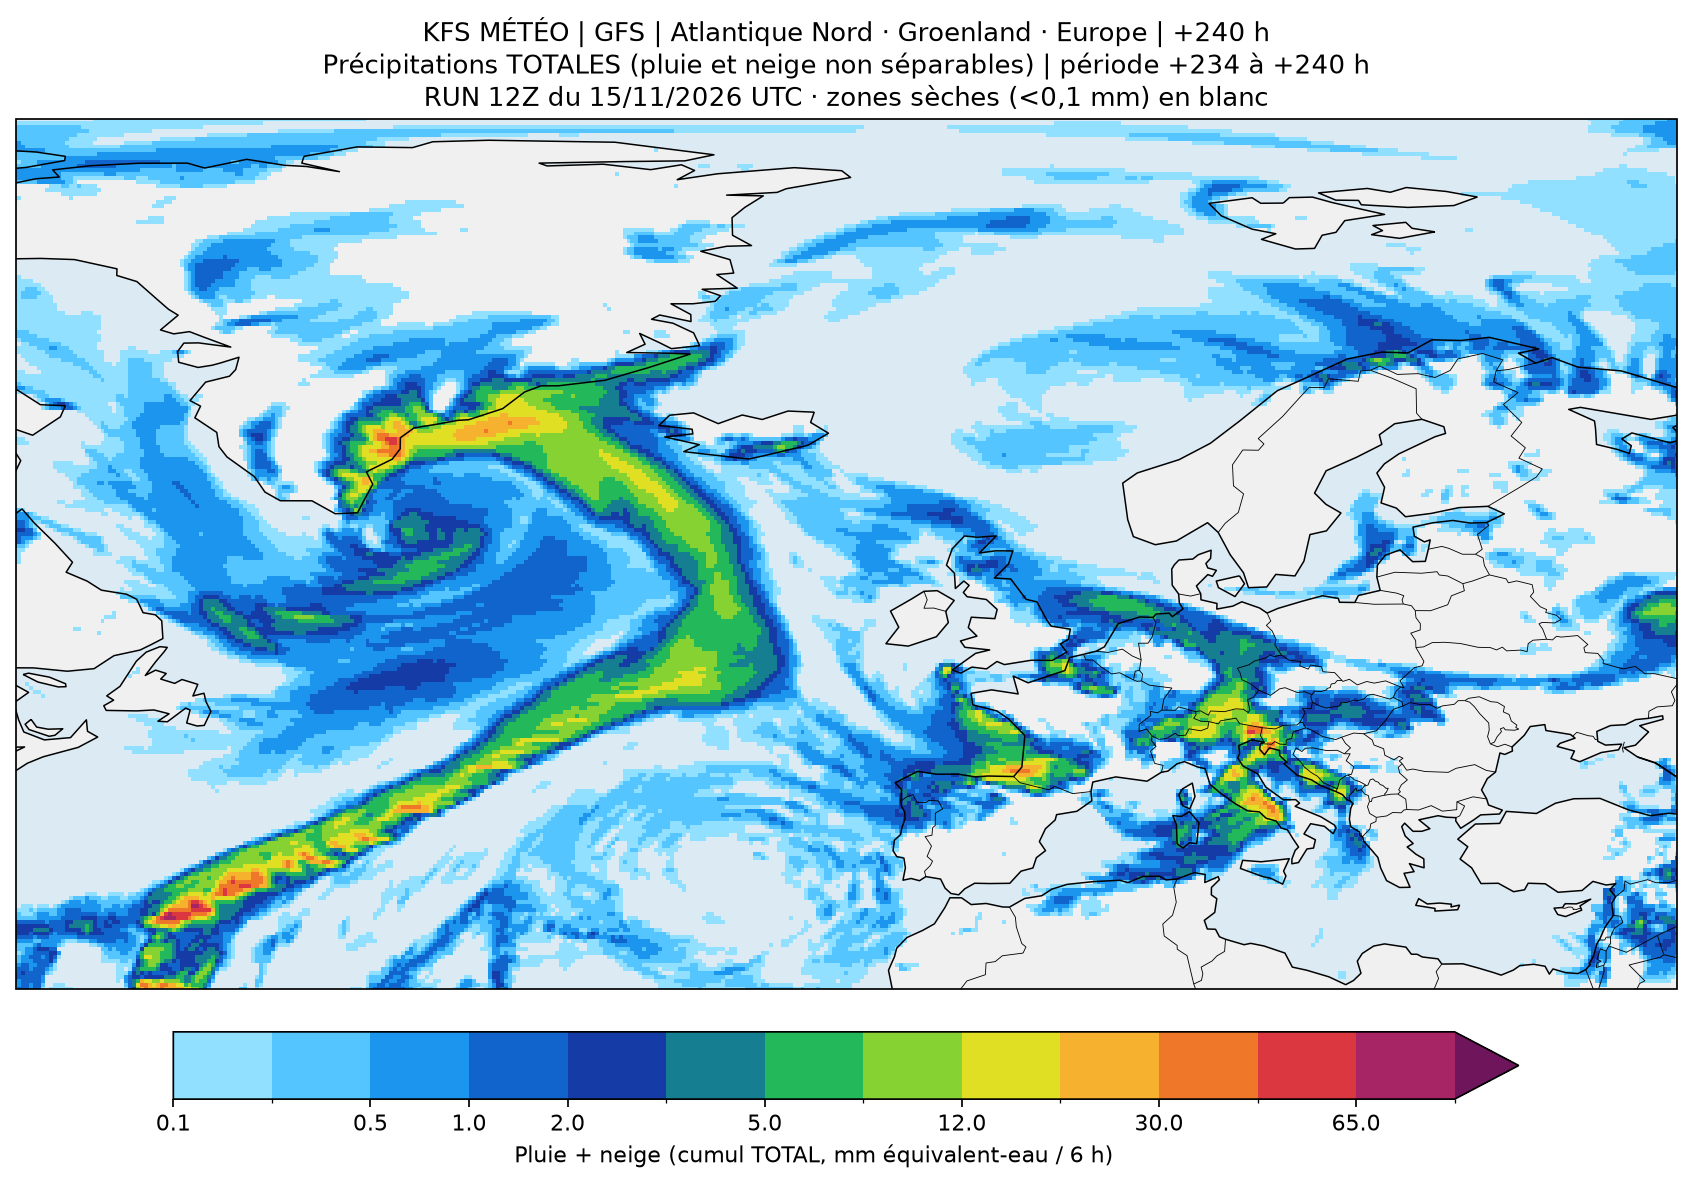 KFS MÉTÉO | GFS | Atlantique Nord · Groenland · Europe | +240 h
Précipitations TOTALES (pluie et neige non séparables) | période +234 à +240 h
RUN 12Z du 15/11/2026 UTC · zones sèches (<0,1 mm) en blanc
0.1 0.5 1.0 2.0 5.0 12.0 30.0 65.0
Pluie + neige (cumul TOTAL, mm équivalent-eau / 6 h)